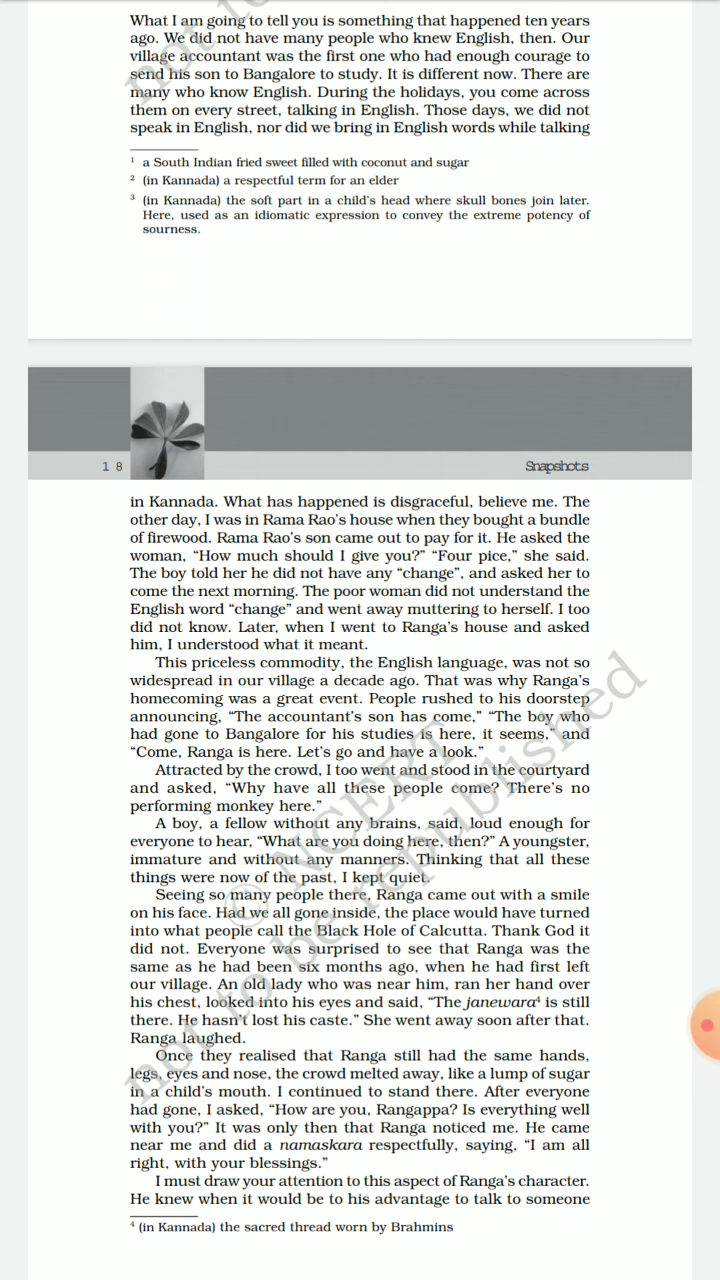 What I am going to tell you is something that happened ten years
ago. We did not have many people who knew English, then. Our
village accountant was the first one who had enough courage to
send his son to Bangalore to study. It is different now. There are
many who know English. During the holidays, you come across
them on every street, talking in English. Those days, we did not
speak in English, nor did we bring in English words while talking
1 a South Indian fried sweet filled with coconut and sugar
2 (in Kannada) a respectful term for an elder
3 (in Kannada) the soft part in a child's head where skull bones join later.
Here, used as an idiomatic expression to convey the extreme potency of
sourness.
not to
18
Snapshots
in Kannada. What has happened is disgraceful, believe me. The
other day, I was in Rama Rao's house when they bought a bundle
of firewood. Rama Rao's son came out to pay for it. He asked the
woman, “How much should I give you?” “Four pice,” she said.
The boy told her he did not have any “change”, and asked her to
come the next morning. The poor woman did not understand the
English word “change” and went away muttering to herself. I too
did not know. Later, when I went to Ranga's house and asked
him, I understood what it meant.
This priceless commodity, the English language, was not so
widespread in our village a decade ago. That was why Ranga's
homecoming was a great event. People rushed to his doorstep
announcing, “The accountant's son has come,” “The boy who
had gone to Bangalore for his studies is here, it seems,” and
“Come, Ranga is here. Let's go and have a look.”
Attracted by the crowd, I too went and stood in the courtyard
and asked, “Why have all these people come? There's no
performing monkey here.”
A boy, a fellow without any brains, said, loud enough for
everyone to hear, “What are you doing here, then?” A youngster,
immature and without any manners. Thinking that all these
things were now of the past, I kept quiet.
Seeing so many people there, Ranga came out with a smile
on his face. Had we all gone inside, the place would have turned
into what people call the Black Hole of Calcutta. Thank God it
did not. Everyone was surprised to see that Ranga was the
same as he had been six months ago, when he had first left
our village. An old lady who was near him, ran her hand over
his chest, looked into his eyes and said, “The janewara4 is still
there. He hasn't lost his caste.” She went away soon after that.
Ranga laughed.
Once they realised that Ranga still had the same hands,
legs, eyes and nose, the crowd melted away, like a lump of sugar
in a child's mouth. I continued to stand there. After everyone
had gone, I asked, “How are you, Rangappa? Is everything well
with you?” It was only then that Ranga noticed me. He came
near me and did a namaskara respectfully, saying, “I am all
right, with your blessings.”
I must draw your attention to this aspect of Ranga's character.
He knew when it would be to his advantage to talk to someone
4 (in Kannada) the sacred thread worn by Brahmins
© NCERT
not to be republished